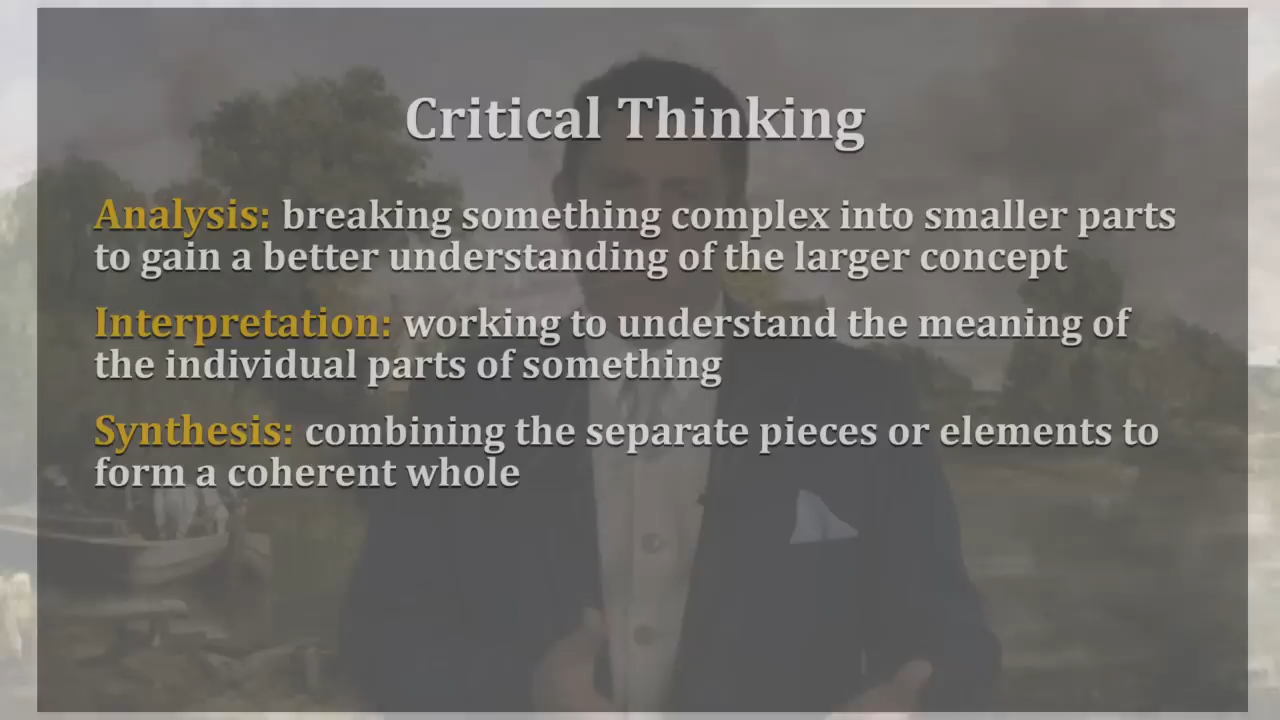 Critical Thinking
Analysis: breaking something complex into smaller parts
to gain a better understanding of the larger concept
Interpretation: working to understand the meaning of
the individual parts of something
Synthesis: combining the separate pieces or elements to
form a coherent whole